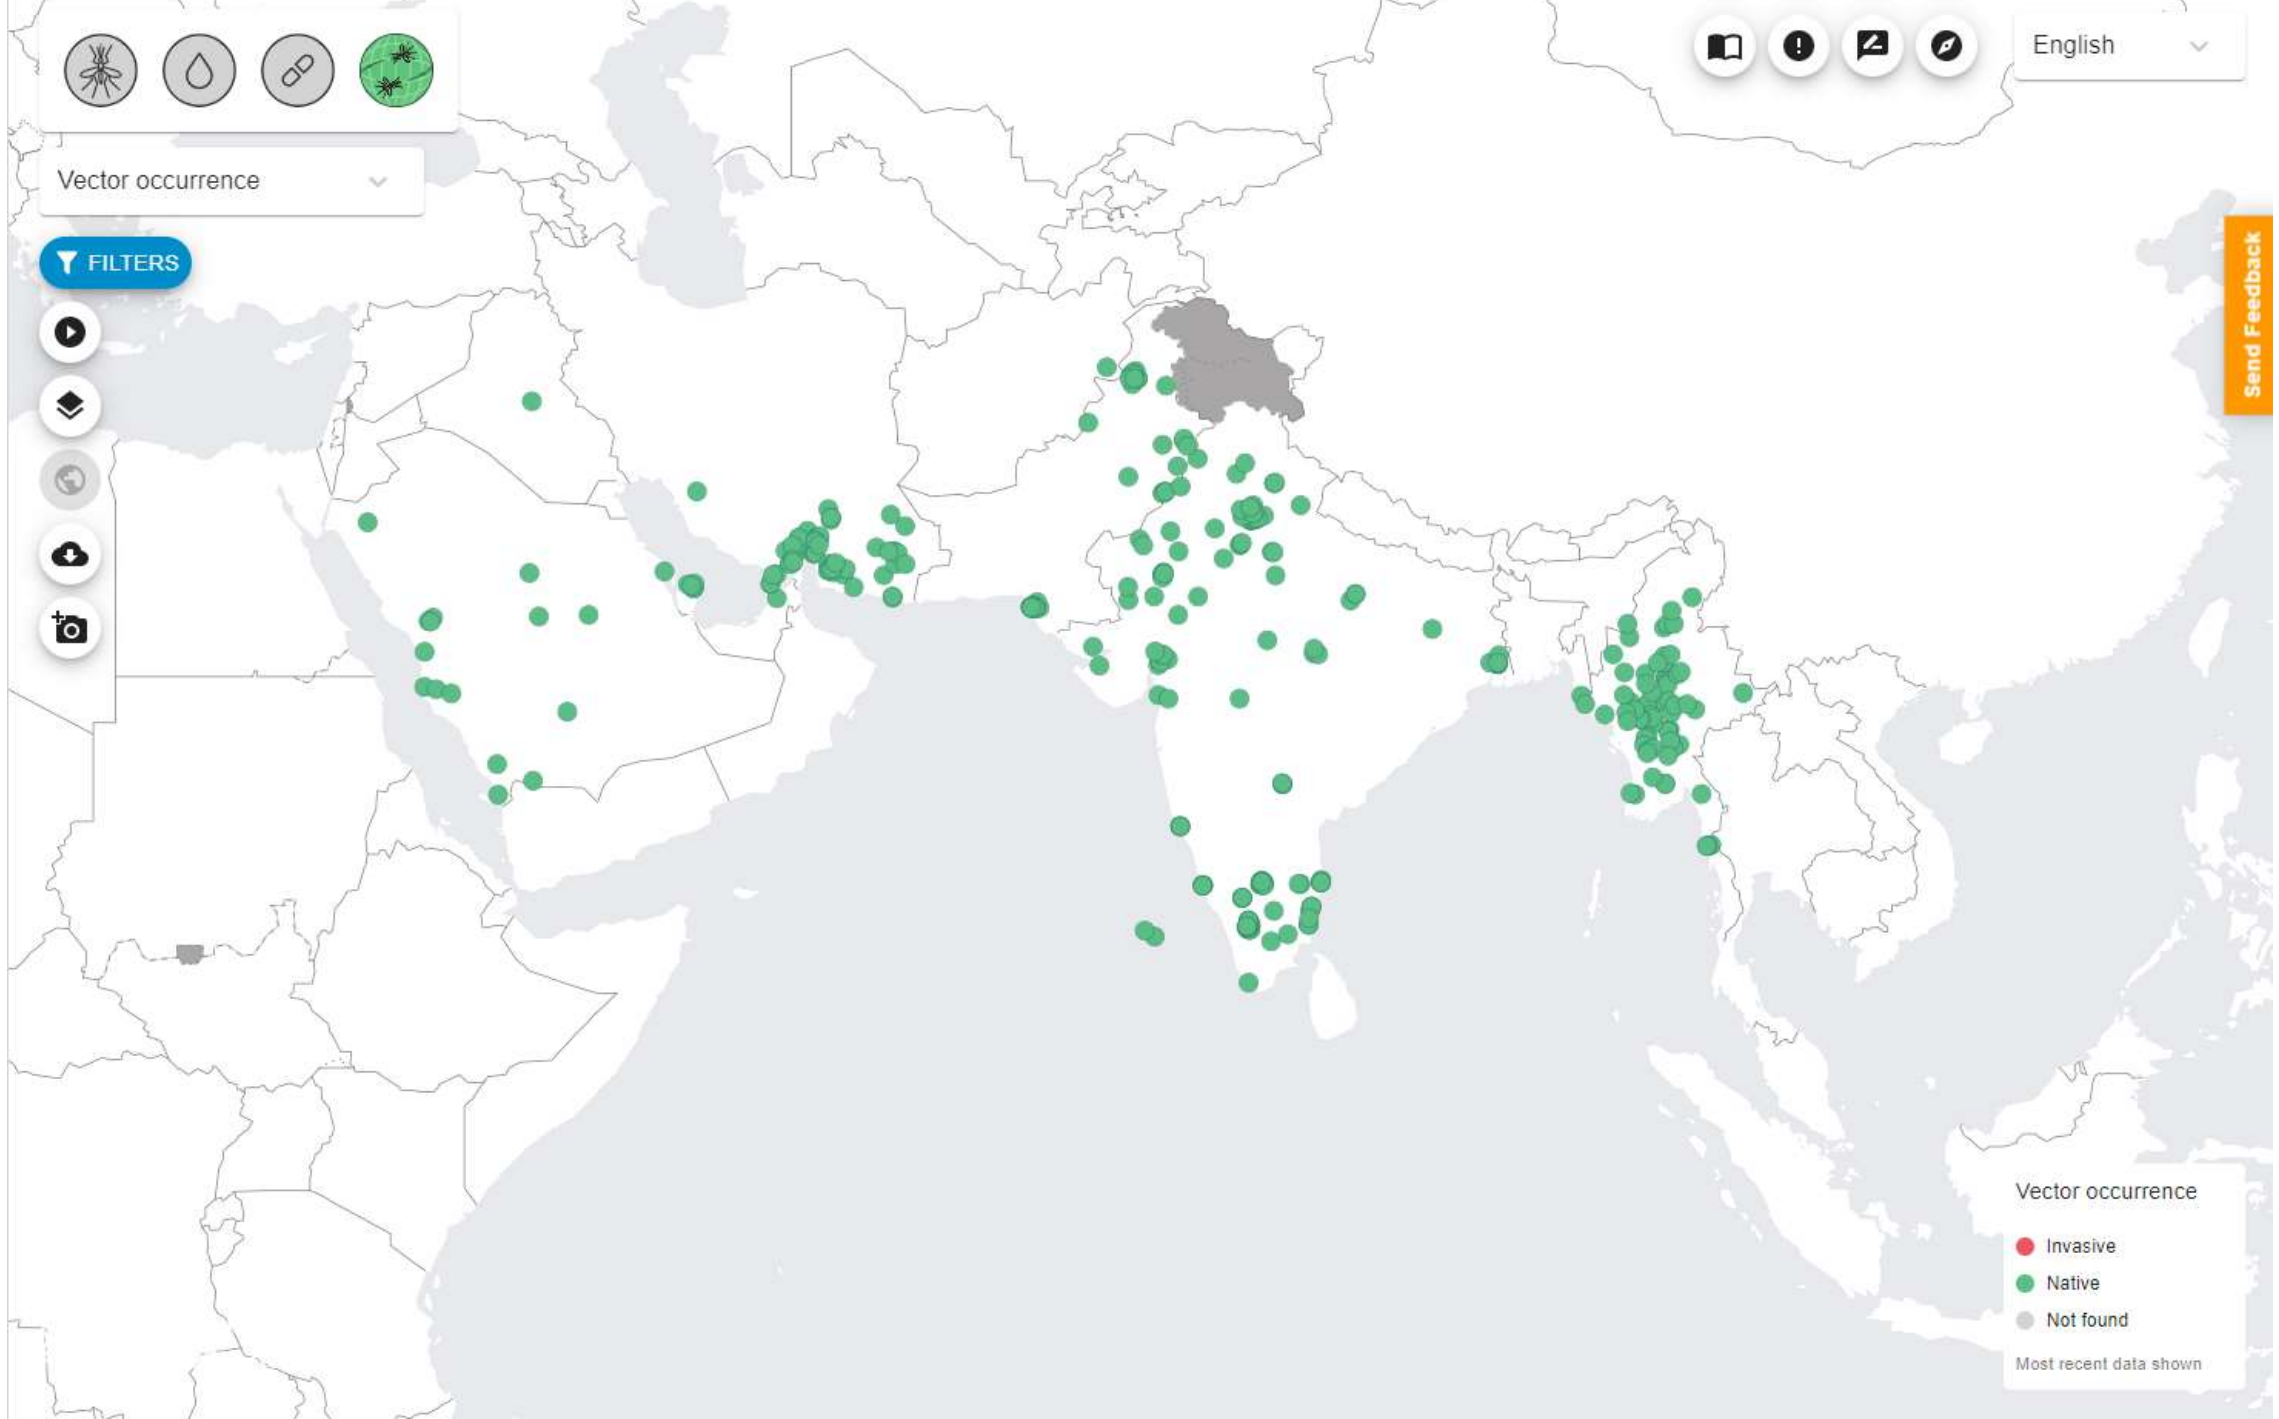 English
Vector occurrence
FILTERS
Send Feedback
Vector occurrence
Invasive
Native
Not found
Most recent data shown